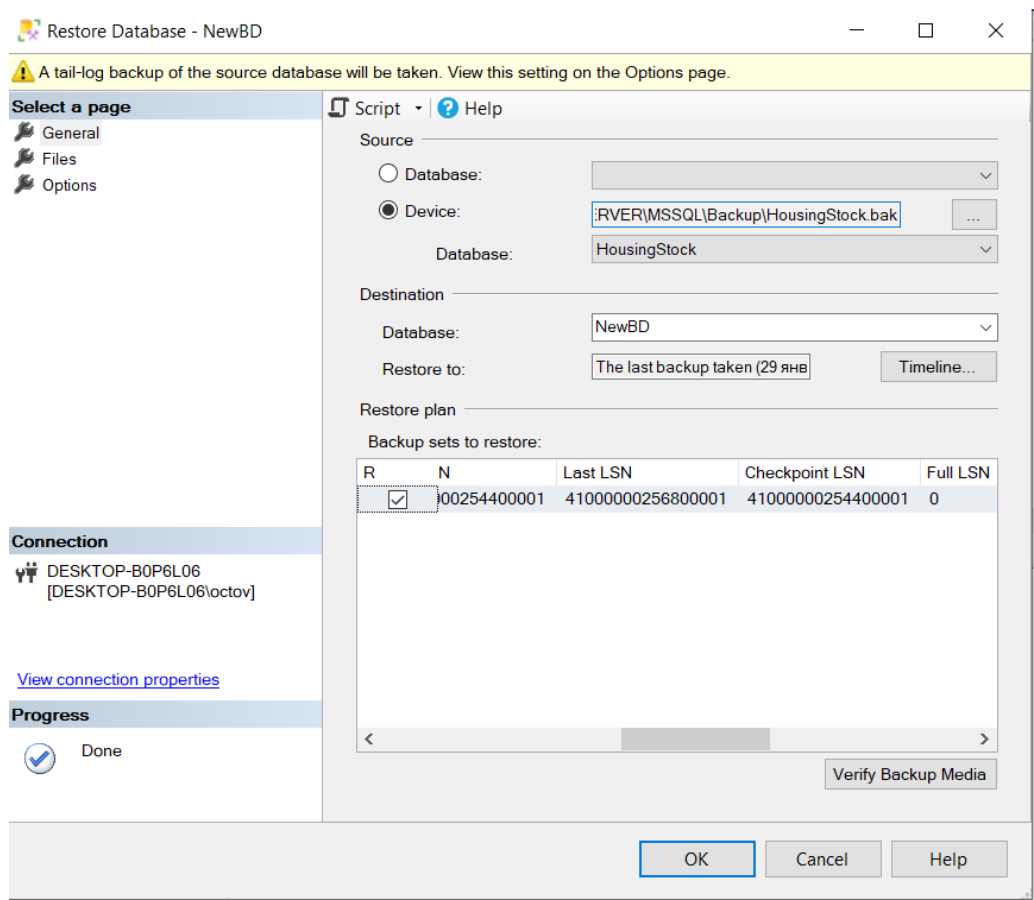 Restore Database - NewBD
A tail-log backup of the source database will be taken. View this setting on the Options page.
Select a page
General
Files
Options
Script
Help
Source
Database:
Device:
:RVER\MSSQL\Backup\HousingStock.bak
...
Database:
HousingStock
Destination
Database:
NewBD
Restore to:
The last backup taken (29 янв
Timeline...
Restore plan
Backup sets to restore:
R N Last LSN Checkpoint LSN Full LSN
00254400001 41000000256800001 41000000254400001 0
Verify Backup Media
Connection
DESKTOP-B0P6L06
[DESKTOP-B0P6L06\octov]
View connection properties
Progress
Done
OK
Cancel
Help